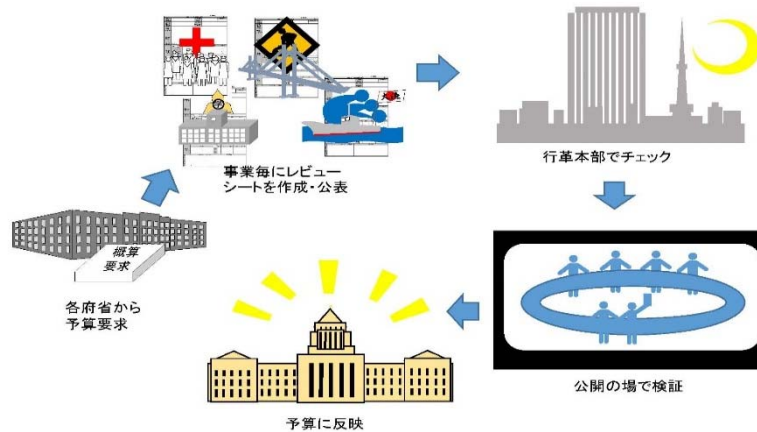 事業毎にレビュー
シートを作成・公表
行革本部でチェック
概算
要求
各府省から
予算要求
公開の場で検証
予算に反映